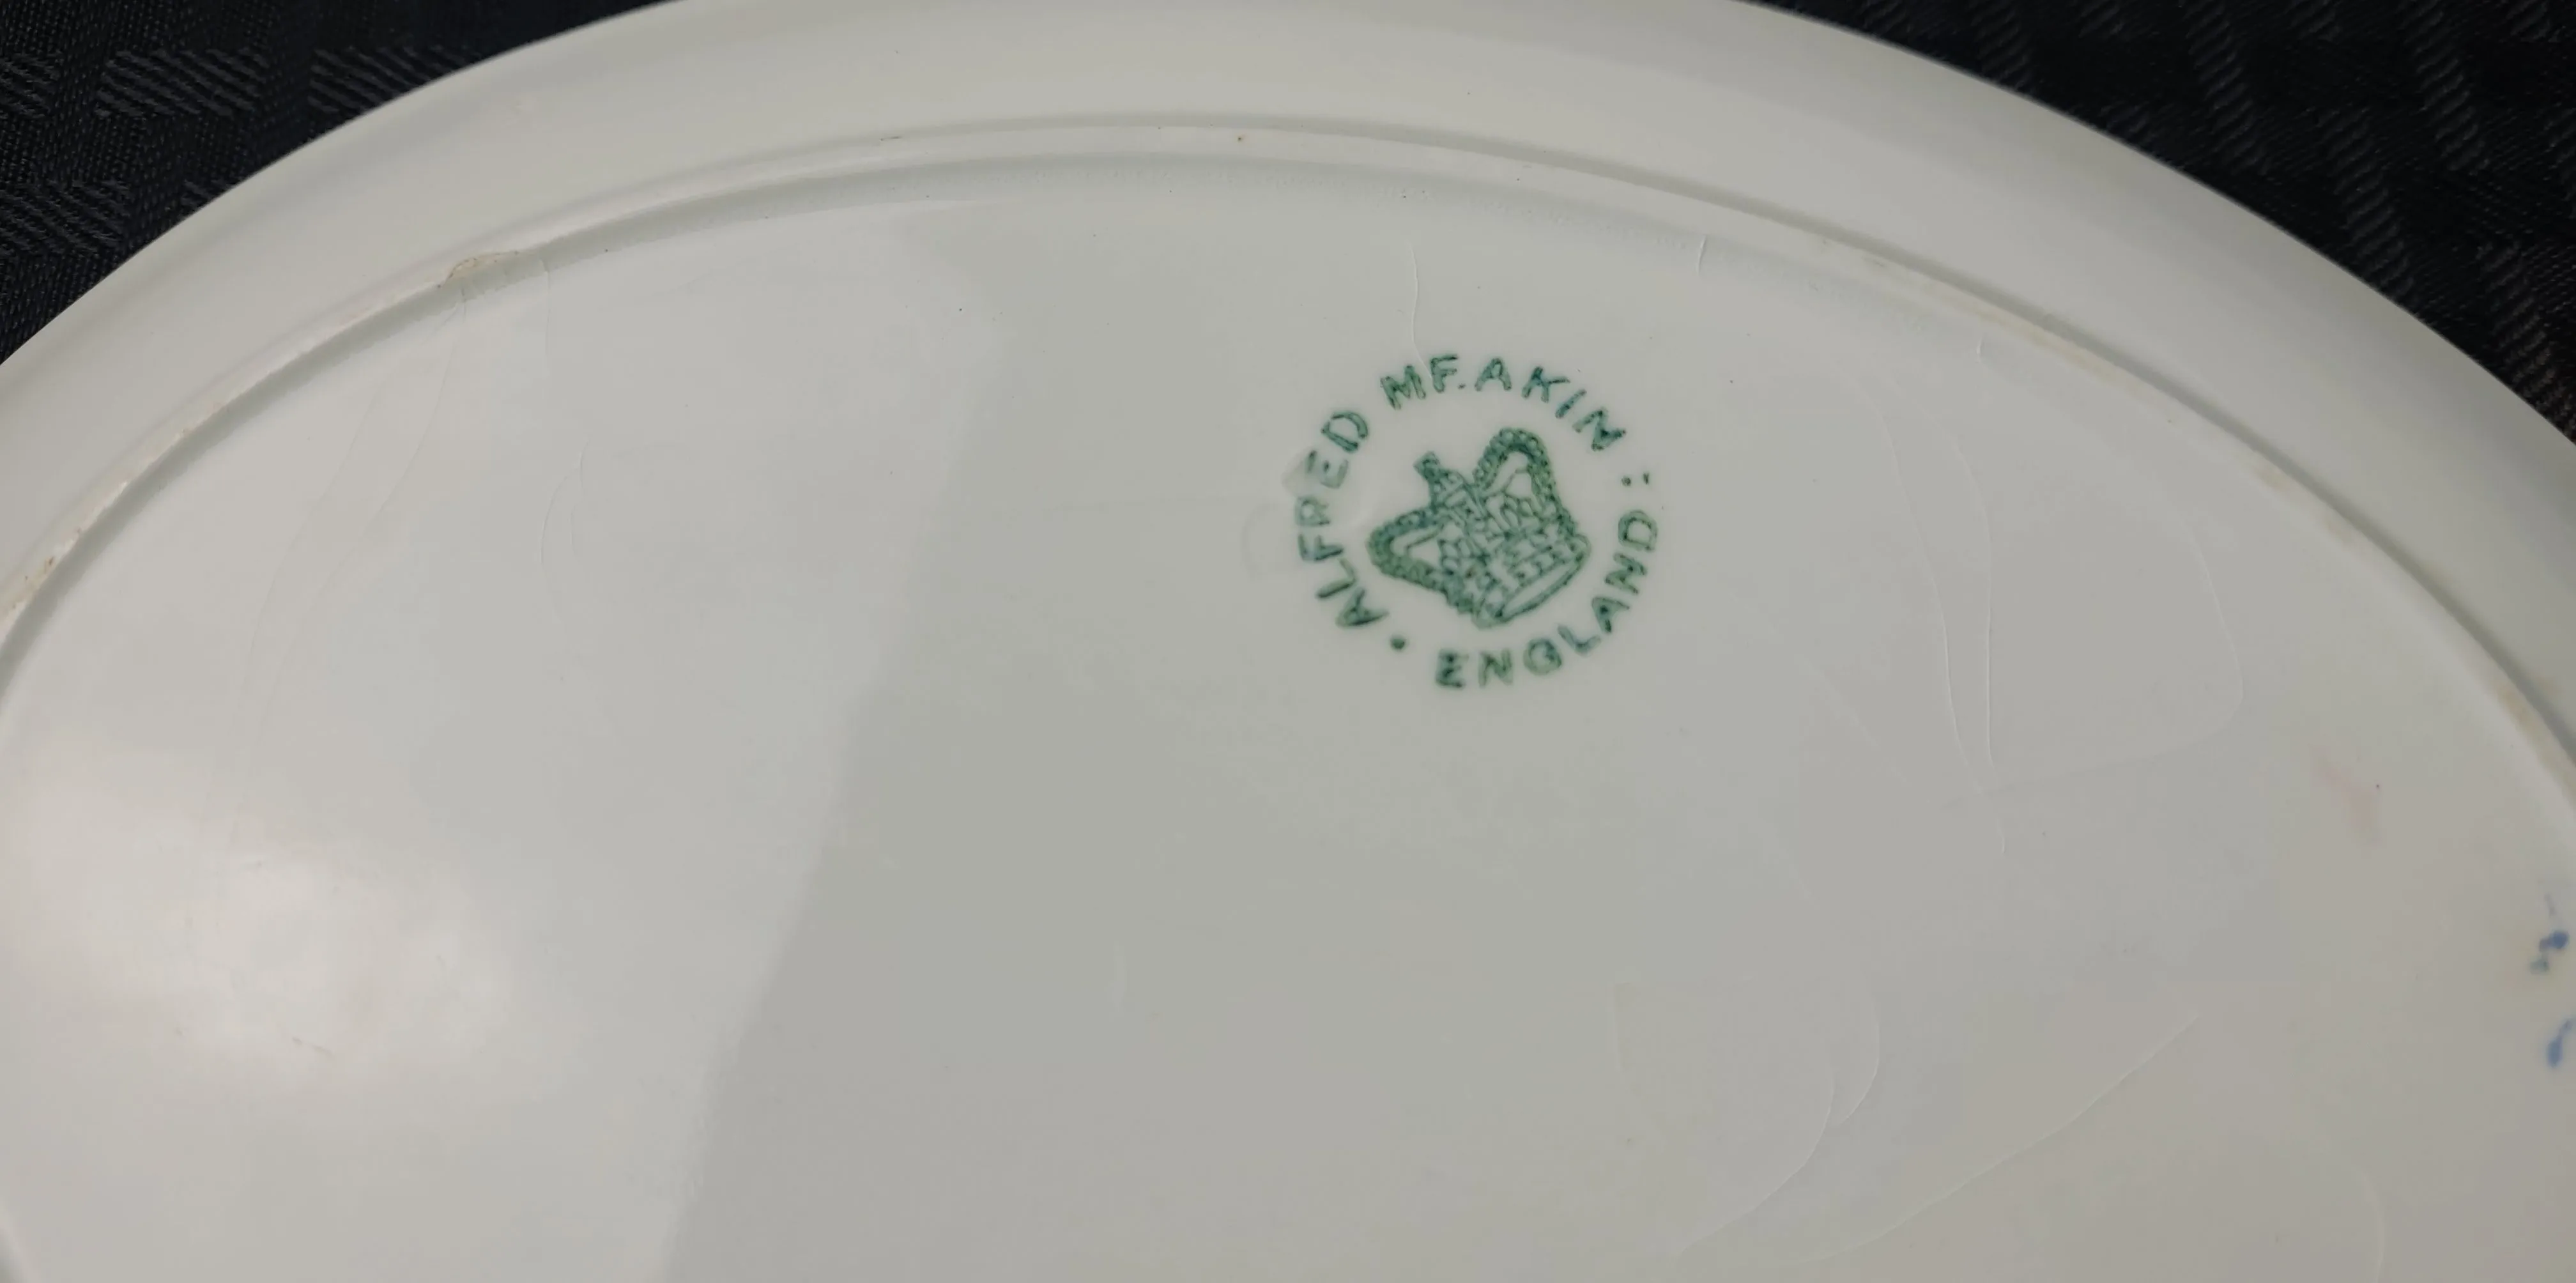 ALFRED MEAKIN :
ENGLAND •